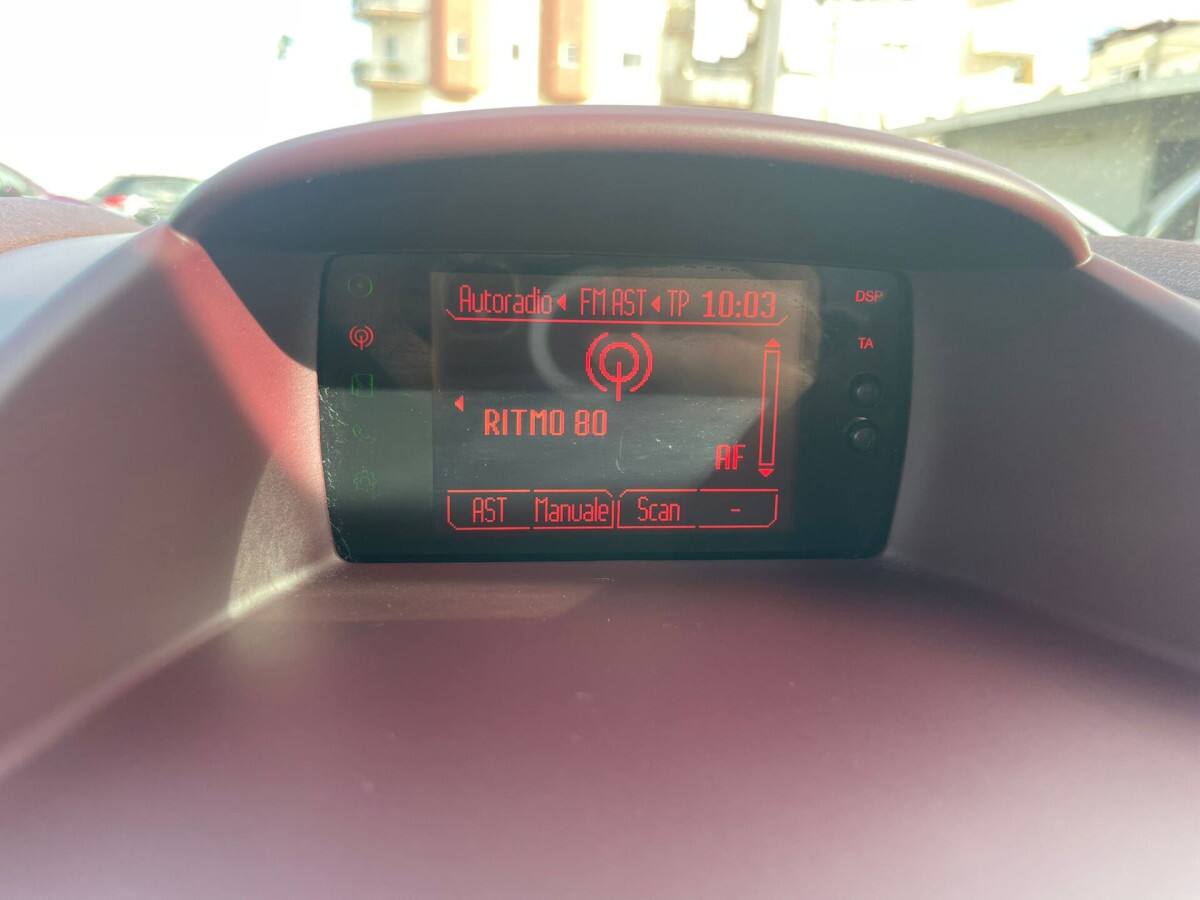 Autoradio FM AST TP 10:03
DSP
TA
RITMO 80
AF
AST Manuale Scan -